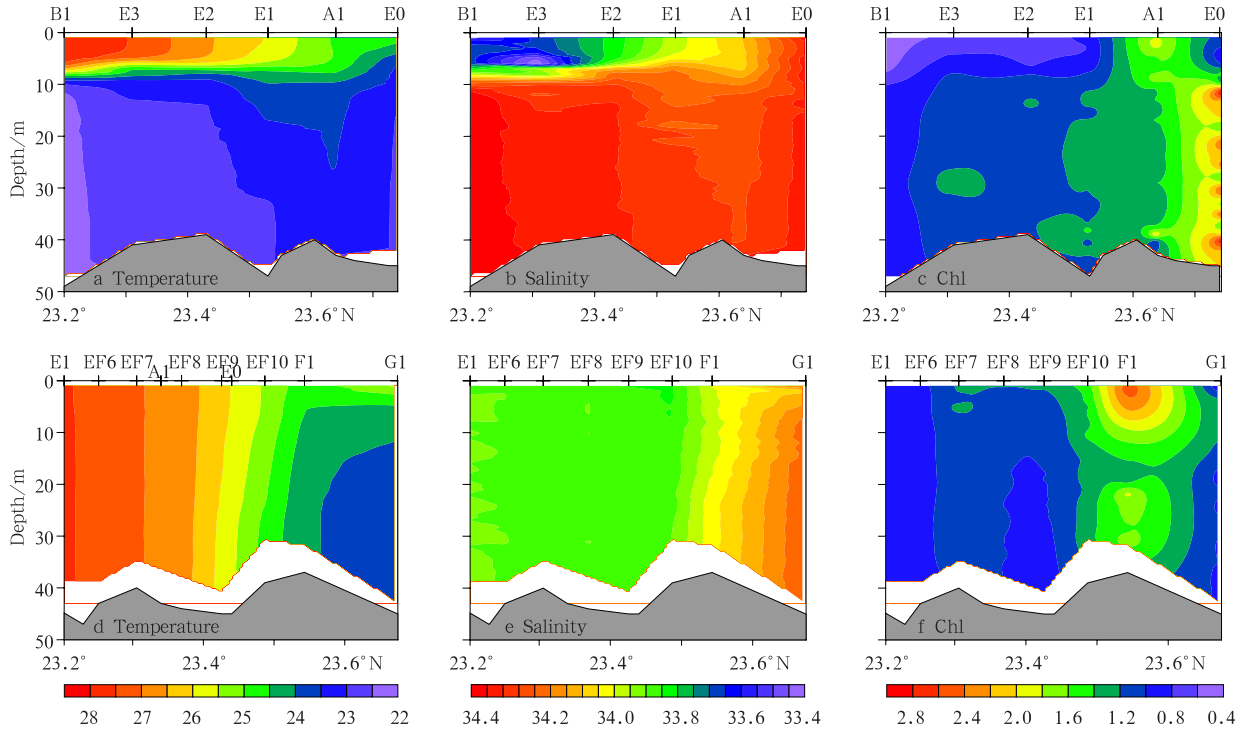 B1 E3 E2 E1 A1 E0 B1 E3 E2 E1 A1 E0 B1 E3 E2 E1 A1 E0
0
10
20
30
40
50
Depth/m
a Temperature b Salinity c Chl
23.2° 23.4° 23.6°N 23.2° 23.4° 23.6°N 23.2° 23.4° 23.6°N
E1 EF6 EF7 A1 EF8 EF9 E0 EF10 F1 G1 E1 EF6 EF7 EF8 EF9 EF10 F1 G1 E1 EF6 EF7 EF8 EF9 EF10 F1 G1
0
10
20
30
40
50
Depth/m
d Temperature e Salinity f Chl
23.2° 23.4° 23.6°N 23.2° 23.4° 23.6°N 23.2° 23.4° 23.6°N
28 27 26 25 24 23 22 34.4 34.2 34.0 33.8 33.6 33.4 2.8 2.4 2.0 1.6 1.2 0.8 0.4